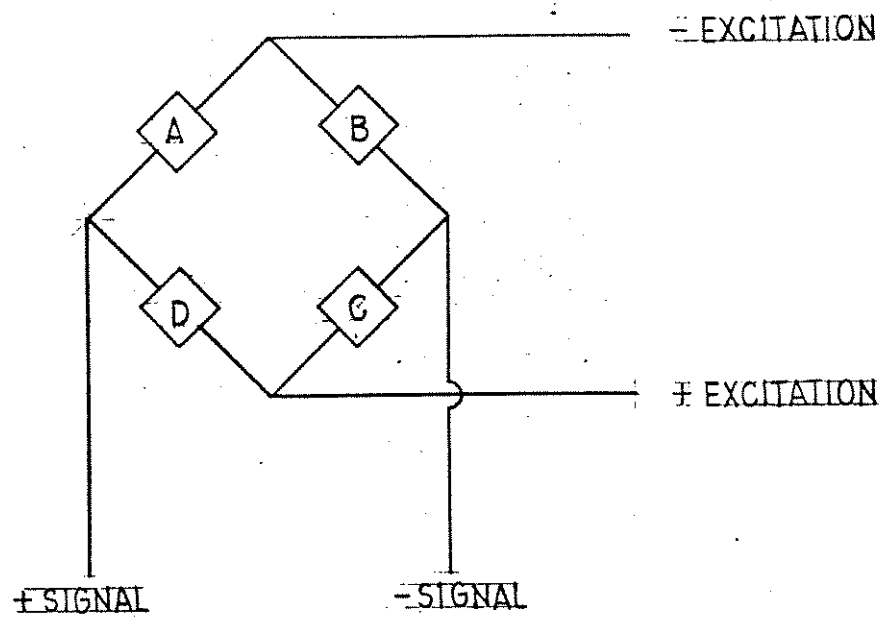 - EXCITATION
A
B
D
C
+ EXCITATION
+ SIGNAL
- SIGNAL